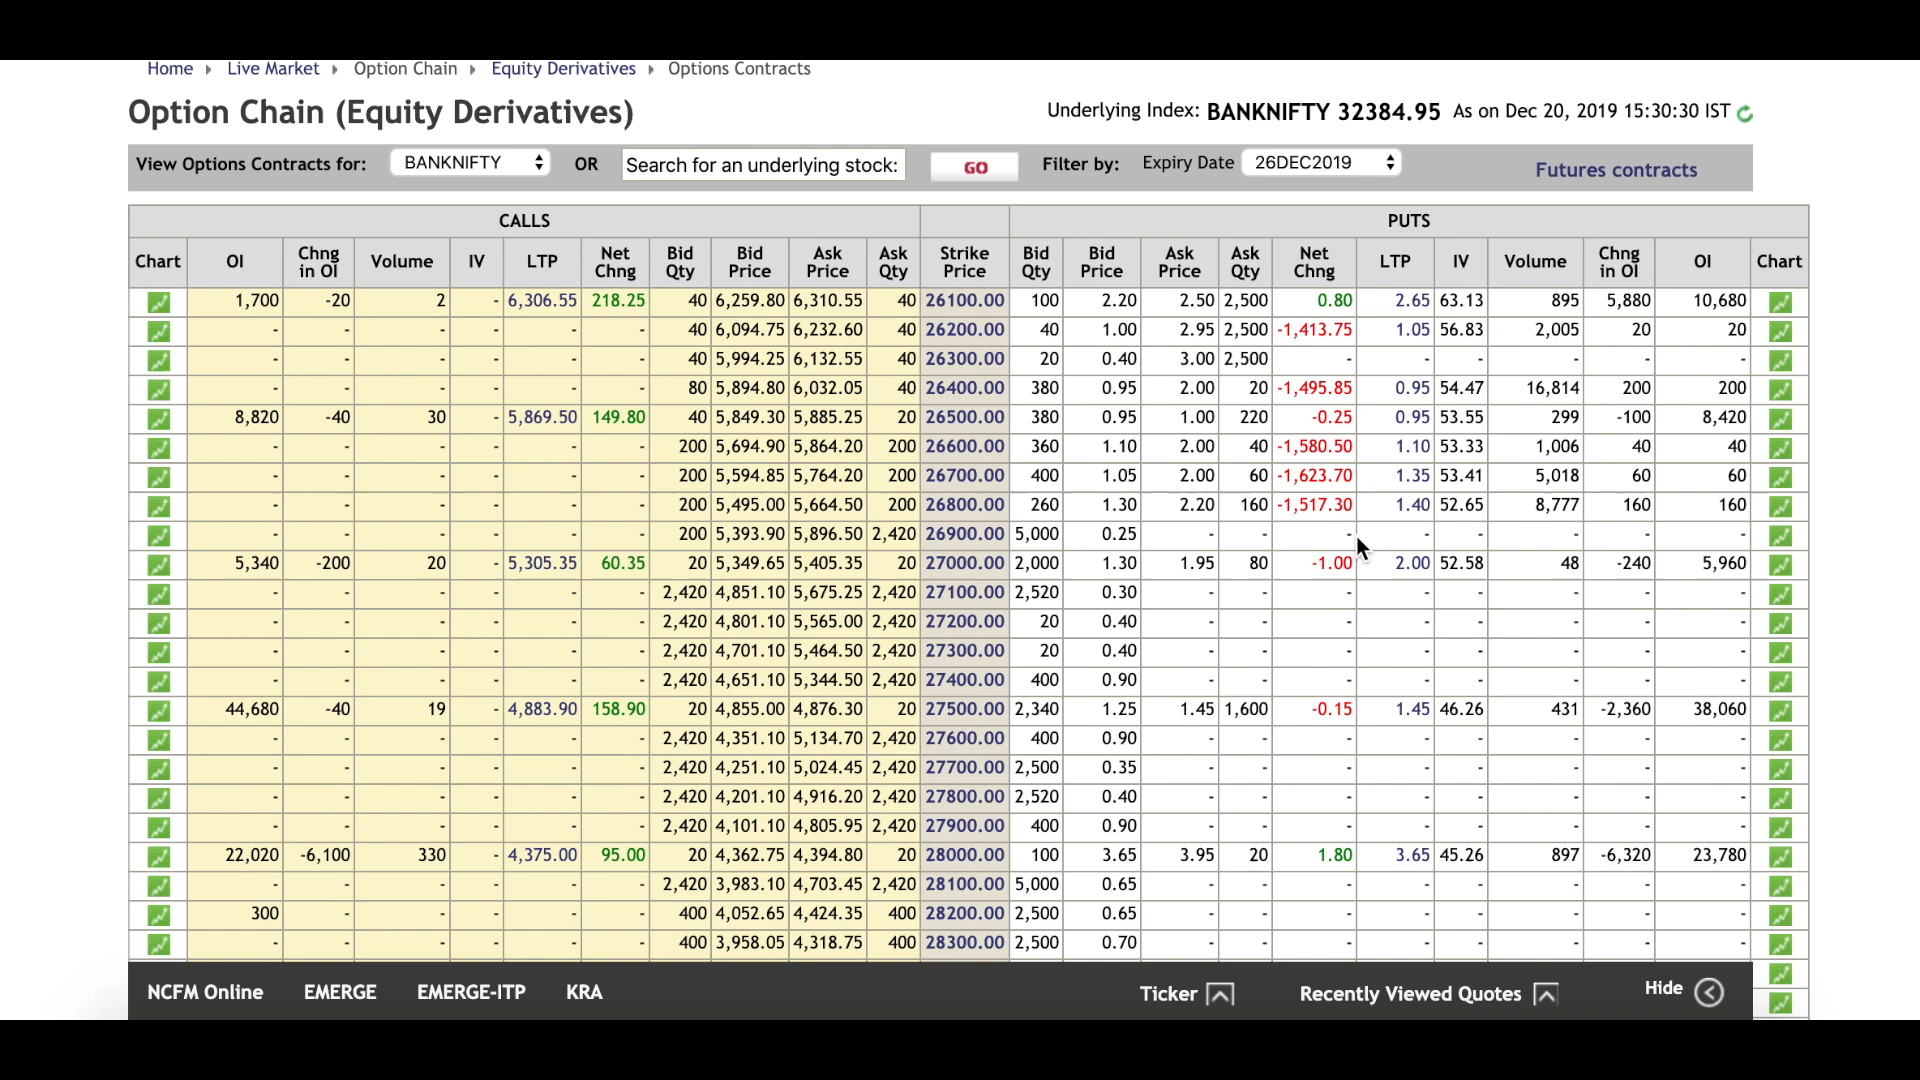 Home Live Market Option Chain Equity Derivatives Options Contracts
Option Chain (Equity Derivatives) Underlying Index: BANKNIFTY 32384.95 As on Dec 20, 2019 15:30:30 IST
View Options Contracts for: BANKNIFTY OR Search for an underlying stock: GO Filter by: Expiry Date 26DEC2019 Futures contracts
CALLS PUTS
Chart OI Chng in OI Volume IV LTP Net Chng Bid Qty Bid Price Ask Price Ask Qty Strike Price Bid Qty Bid Price Ask Price Ask Qty Net Chng LTP IV Volume Chng in OI OI Chart
1,700 -20 2 - 6,306.55 218.25 40 6,259.80 6,310.55 40 26100.00 100 2.20 2.50 2,500 0.80 2.65 63.13 895 5,880 10,680
- - - - - - 40 6,094.75 6,232.60 40 26200.00 40 1.00 2.95 2,500 -1,413.75 1.05 56.83 2,005 20 20
- - - - - - 40 5,994.25 6,132.55 40 26300.00 20 0.40 3.00 2,500 - - - - - -
- - - - - - 80 5,894.80 6,032.05 40 26400.00 380 0.95 2.00 20 -1,495.85 0.95 54.47 16,814 200 200
8,820 -40 30 - 5,869.50 149.80 40 5,849.30 5,885.25 20 26500.00 380 0.95 1.00 220 -0.25 0.95 53.55 299 -100 8,420
- - - - - - 200 5,694.90 5,864.20 200 26600.00 360 1.10 2.00 40 -1,580.50 1.10 53.33 1,006 40 40
- - - - - - 200 5,594.85 5,764.20 200 26700.00 400 1.05 2.00 60 -1,623.70 1.35 53.41 5,018 60 60
- - - - - - 200 5,495.00 5,664.50 200 26800.00 260 1.30 2.20 160 -1,517.30 1.40 52.65 8,777 160 160
- - - - - - 200 5,393.90 5,896.50 2,420 26900.00 5,000 0.25 - - - - - - - -
5,340 -200 20 - 5,305.35 60.35 20 5,349.65 5,405.35 20 27000.00 2,000 1.30 1.95 80 -1.00 2.00 52.58 48 -240 5,960
- - - - - - 2,420 4,851.10 5,675.25 2,420 27100.00 2,520 0.30 - - - - - - - -
- - - - - - 2,420 4,801.10 5,565.00 2,420 27200.00 20 0.40 - - - - - - - -
- - - - - - 2,420 4,701.10 5,464.50 2,420 27300.00 20 0.40 - - - - - - - -
- - - - - - 2,420 4,651.10 5,344.50 2,420 27400.00 400 0.90 - - - - - - - -
44,680 -40 19 - 4,883.90 158.90 20 4,855.00 4,876.30 20 27500.00 2,340 1.25 1.45 1,600 -0.15 1.45 46.26 431 -2,360 38,060
- - - - - - 2,420 4,351.10 5,134.70 2,420 27600.00 400 0.90 - - - - - - - -
- - - - - - 2,420 4,251.10 5,024.45 2,420 27700.00 2,500 0.35 - - - - - - - -
- - - - - - 2,420 4,201.10 4,916.20 2,420 27800.00 2,520 0.40 - - - - - - - -
- - - - - - 2,420 4,101.10 4,805.95 2,420 27900.00 400 0.90 - - - - - - - -
22,020 -6,100 330 - 4,375.00 95.00 20 4,362.75 4,394.80 20 28000.00 100 3.65 3.95 20 1.80 3.65 45.26 897 -6,320 23,780
- - - - - - 2,420 3,983.10 4,703.45 2,420 28100.00 5,000 0.65 - - - - - - - -
300 - - - - - 400 4,052.65 4,424.35 400 28200.00 2,500 0.65 - - - - - - - -
- - - - - - 400 3,958.05 4,318.75 400 28300.00 2,500 0.70 - - - - - - - -
NCFM Online EMERGE EMERGE-ITP KRA Ticker Recently Viewed Quotes Hide